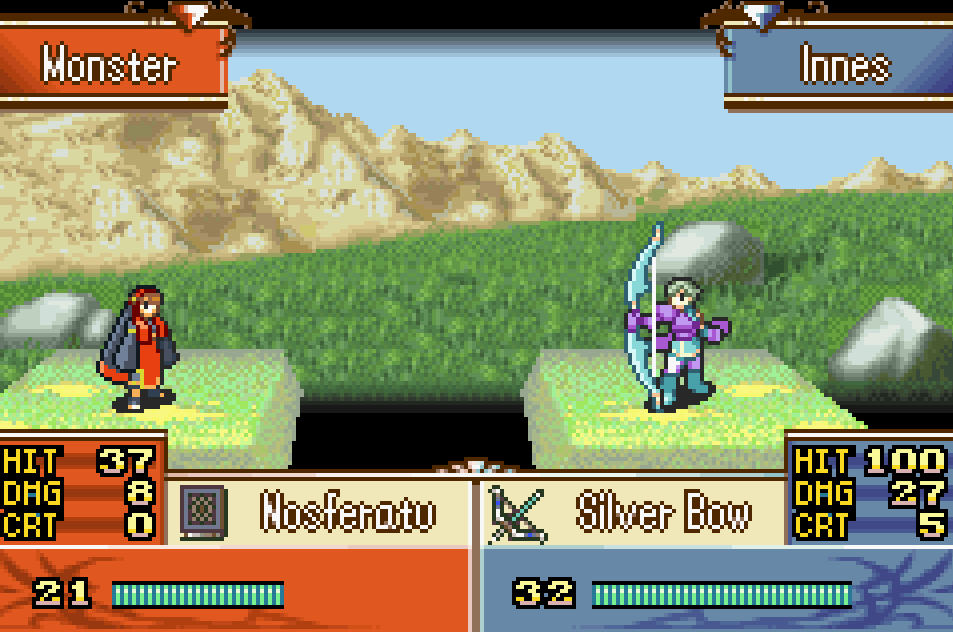 Monster
Innes
HIT 37
DMG 8
CRT 0
Nosferatu
Silver Bow
HIT 100
DMG 27
CRT 5
21
32